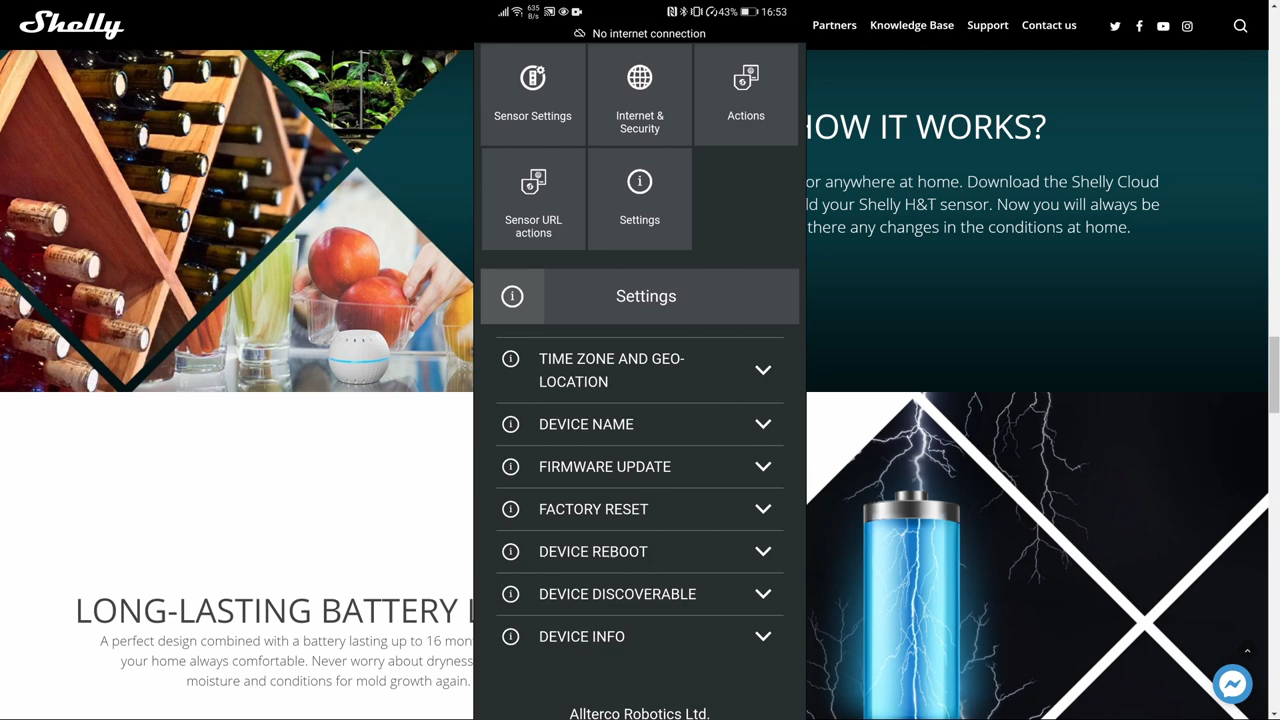 Shelly
635
B/s
43%
16:53
No internet connection
Partners
Knowledge Base
Support
Contact us
Sensor Settings
Internet &
Security
Actions
Sensor URL
actions
Settings
Settings
TIME ZONE AND GEO-
LOCATION
DEVICE NAME
FIRMWARE UPDATE
FACTORY RESET
DEVICE REBOOT
DEVICE DISCOVERABLE
DEVICE INFO
Allterco Robotics Ltd.
HOW IT WORKS?
or anywhere at home. Download the Shelly Cloud
d your Shelly H&T sensor. Now you will always be
there any changes in the conditions at home.
LONG-LASTING BATTERY L
A perfect design combined with a battery lasting up to 16 mon
your home always comfortable. Never worry about dryness
moisture and conditions for mold growth again.